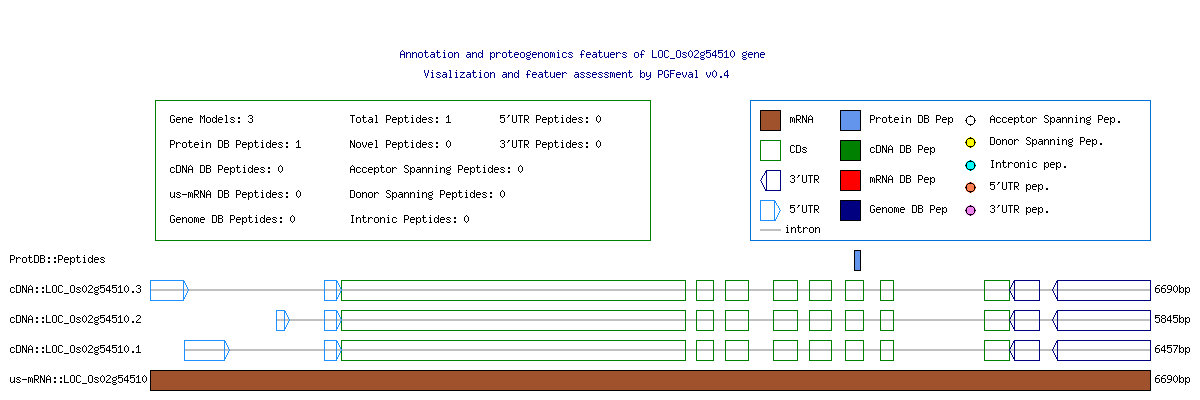 Annotation and proteogenomics featuers of LOC_Os02g54510 gene
Visalization and featuer assessment by PGFeval v0.4
Gene Models: 3 Total Peptides: 1 5'UTR Peptides: 0
Protein DB Peptides: 1 Novel Peptides: 0 3'UTR Peptides: 0
cDNA DB Peptides: 0 Acceptor Spanning Peptides: 0
us-mRNA DB Peptides: 0 Donor Spanning Peptides: 0
Genome DB Peptides: 0 Intronic Peptides: 0
mRNA Protein DB Pep Acceptor Spanning Pep.
CDs cDNA DB Pep Donor Spanning Pep.
3'UTR mRNA DB Pep Intronic pep.
5'UTR Genome DB Pep 5'UTR pep.
intron 3'UTR pep.
ProtDB::Peptides
cDNA::LOC_Os02g54510.3 6690bp
cDNA::LOC_Os02g54510.2 5845bp
cDNA::LOC_Os02g54510.1 6457bp
us-mRNA::LOC_Os02g54510 6690bp